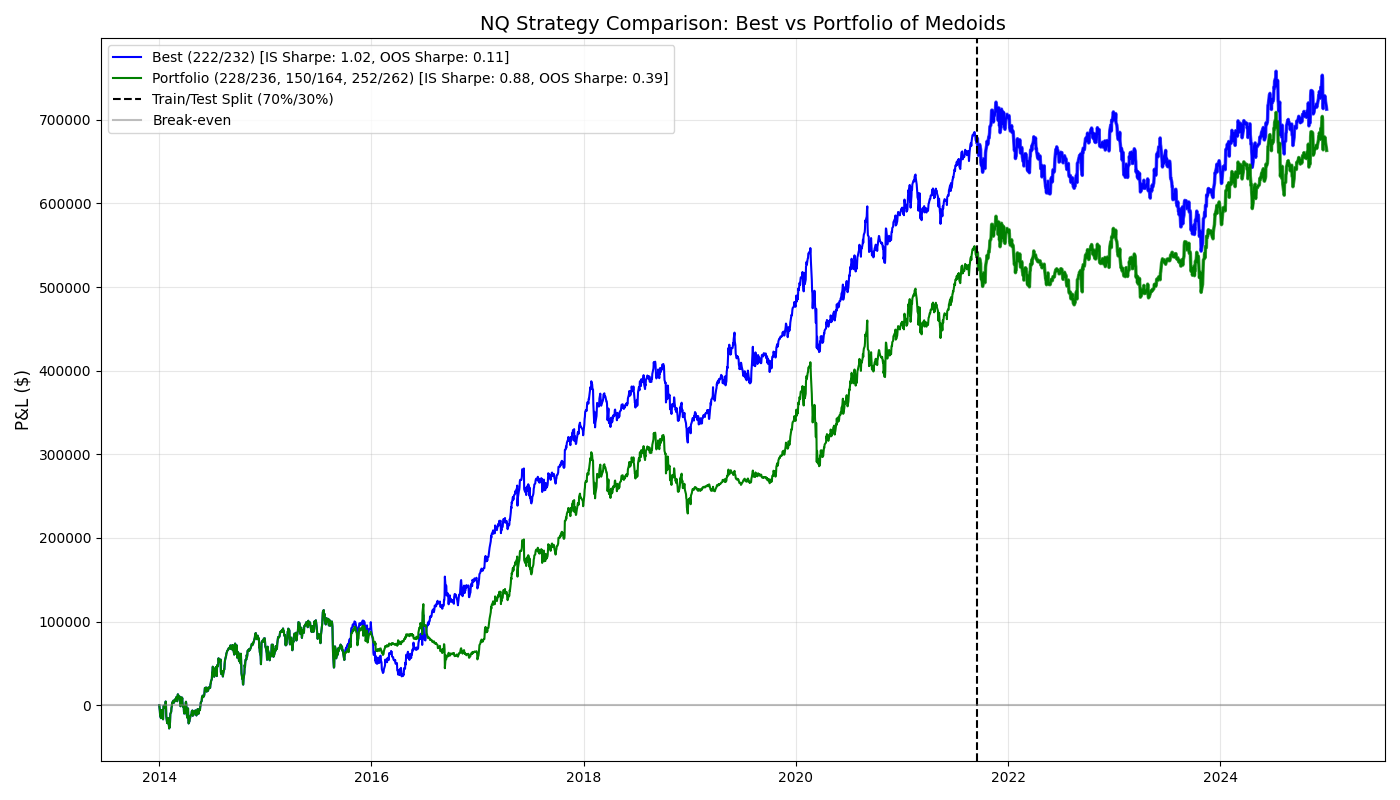 NQ Strategy Comparison: Best vs Portfolio of Medoids
Best (222/232) [IS Sharpe: 1.02, OOS Sharpe: 0.11]
Portfolio (228/236, 150/164, 252/262) [IS Sharpe: 0.88, OOS Sharpe: 0.39]
Train/Test Split (70%/30%)
Break-even
P&L ($)
700000
600000
500000
400000
300000
200000
100000
0
2014 2016 2018 2020 2022 2024